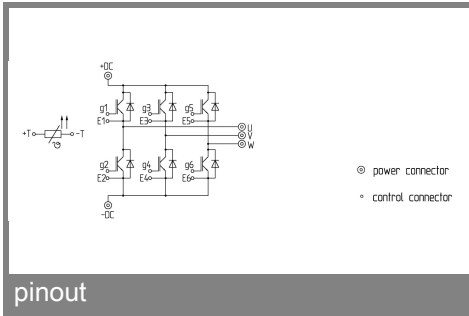 +DC
g1 g3 g5
E1 E3 E5
+T -T
U
V
W
g2 g4 g6
E2 E4 E6
-DC
power connector
control connector
pinout